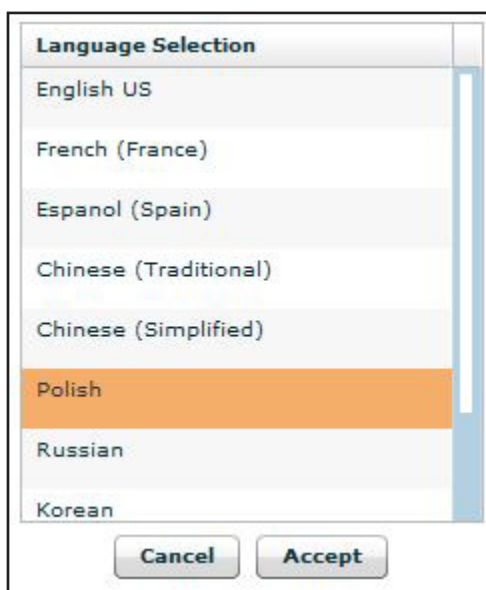 Language Selection
English US
French (France)
Espanol (Spain)
Chinese (Traditional)
Chinese (Simplified)
Polish
Russian
Korean
Cancel Accept